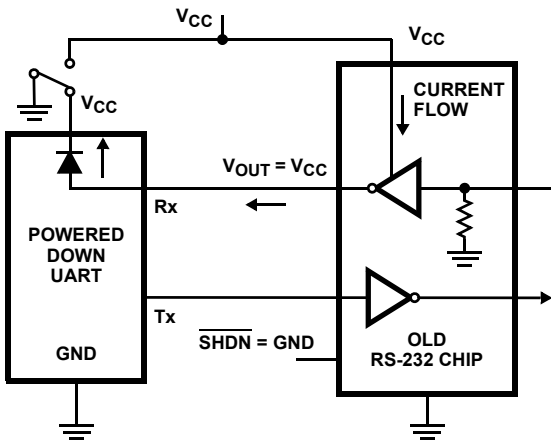 VCC
VCC
VCC
CURRENT
FLOW
VOUT = VCC
Rx
POWERED
DOWN
UART
Tx
GND
SHDN = GND
OLD
RS-232 CHIP